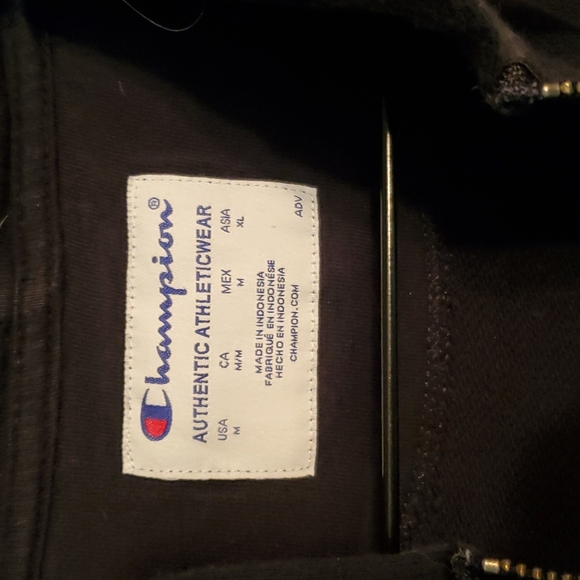 Champion®
AUTHENTIC ATHLETICWEAR
USA CA MEX ASIA
M M/M M XL
MADE IN INDONESIA
FABRIQUÉ EN INDONÉSIE
HECHO EN INDONESIA
CHAMPION.COM
ADV